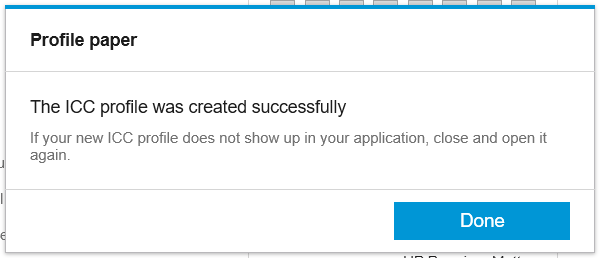 Profile paper
The ICC profile was created successfully
If your new ICC profile does not show up in your application, close and open it
again.
Done